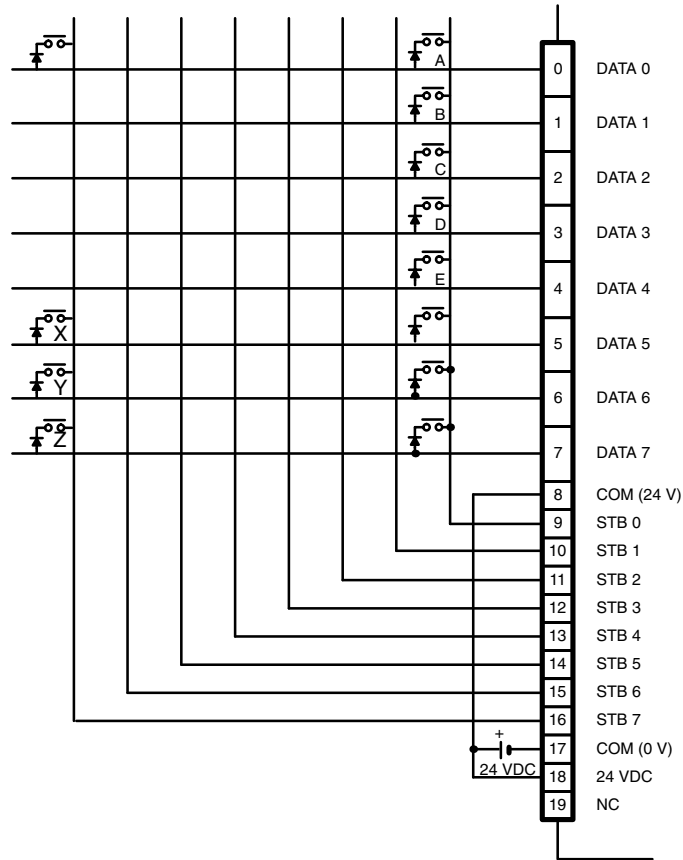 A 0 DATA 0
B 1 DATA 1
C 2 DATA 2
D 3 DATA 3
E 4 DATA 4
X 5 DATA 5
Y 6 DATA 6
Z 7 DATA 7
8 COM (24 V)
9 STB 0
10 STB 1
11 STB 2
12 STB 3
13 STB 4
14 STB 5
15 STB 6
16 STB 7
+ 17 COM (0 V)
24 VDC 18 24 VDC
19 NC